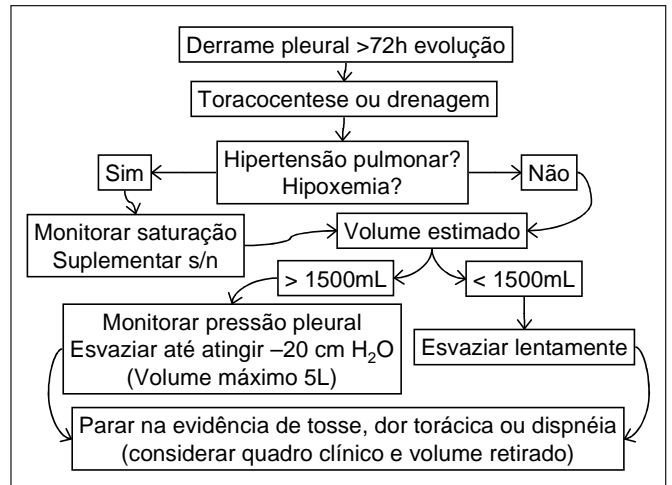 Derrame pleural >72h evolução
Toracocentese ou drenagem
Hipertensão pulmonar?
Hipoxemia?
Sim
Não
Monitorar saturação
Suplementar s/n
Volume estimado
> 1500mL
< 1500mL
Monitorar pressão pleural
Esvaziar até atingir –20 cm H₂O
(Volume máximo 5L)
Esvaziar lentamente
Parar na evidência de tosse, dor torácica ou dispnéia
(considerar quadro clínico e volume retirado)